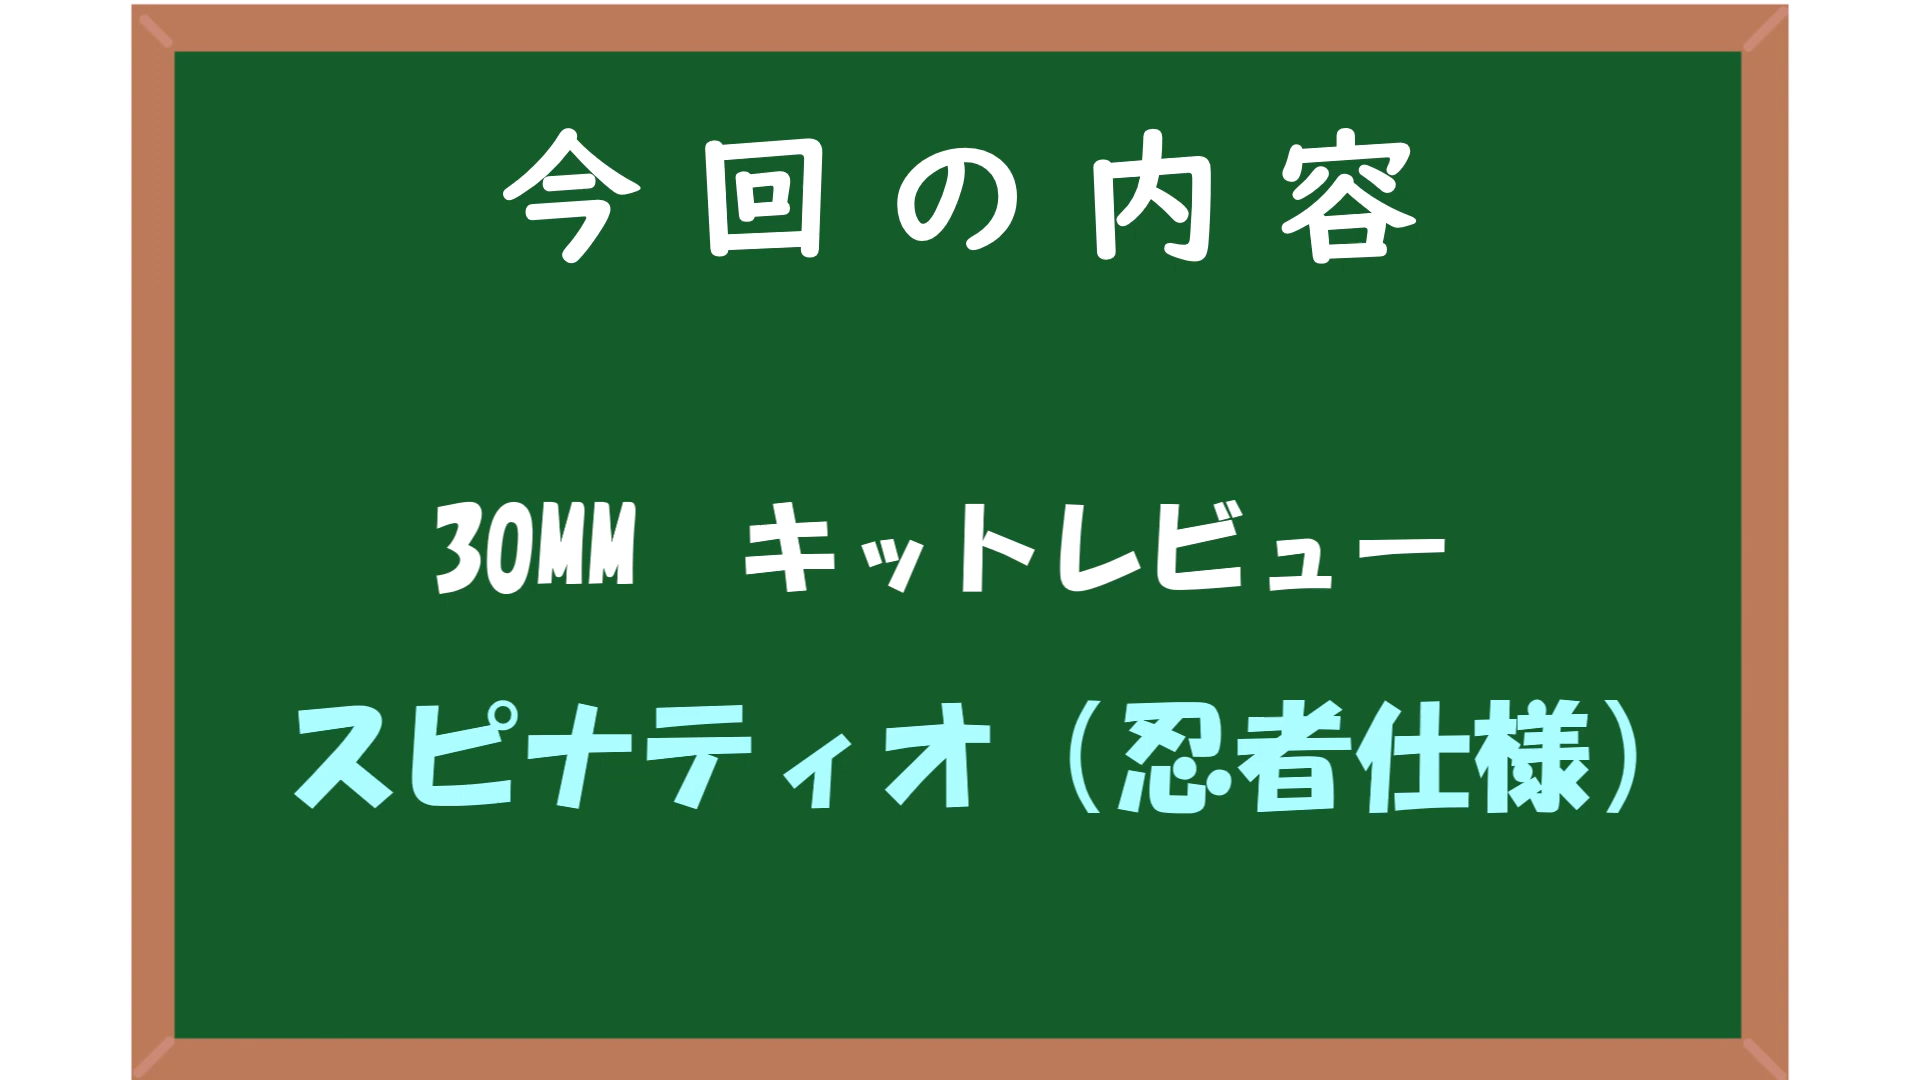 今回の内容
30MM　キットレビュー
スピナティオ（忍者仕様）